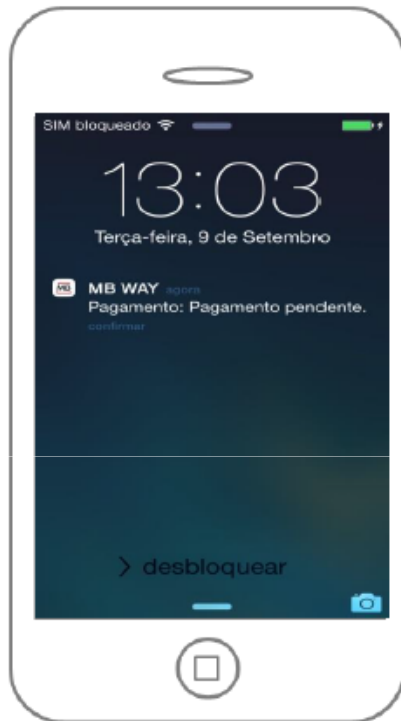 SIM bloqueado
13:03
Terça-feira, 9 de Setembro
MB MB WAY agora
Pagamento: Pagamento pendente.
confirmar
> desbloquear